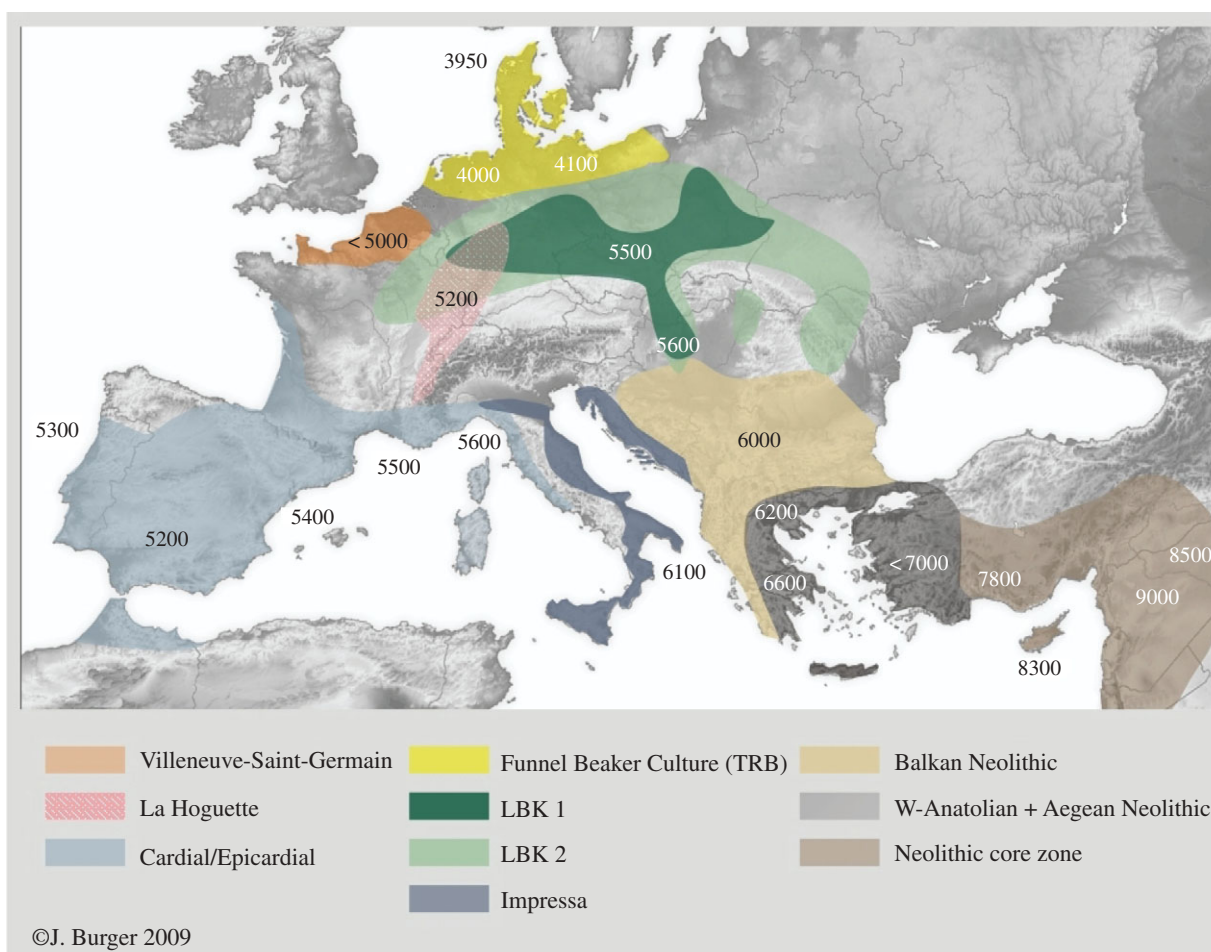 3950
4000
4100
< 5000
5500
5200
5600
5300
5600
5500
6000
5400
5200
6200
6100
6600
< 7000
7800
8500
9000
8300
Villeneuve-Saint-Germain
La Hoguette
Cardial/Epicardial
Funnel Beaker Culture (TRB)
LBK 1
LBK 2
Impressa
Balkan Neolithic
W-Anatolian + Aegean Neolithic
Neolithic core zone
©J. Burger 2009